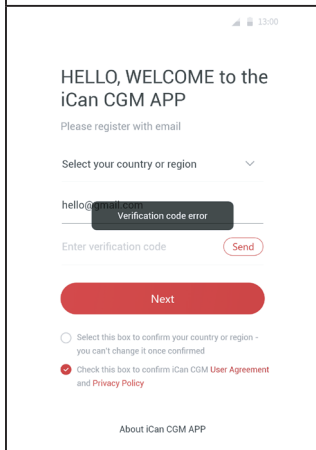 13:00
HELLO, WELCOME to the
iCan CGM APP
Please register with email
Select your country or region
hello@gmail.com
Verification code error
Enter verification code Send
Next
Select this box to confirm your country or region -
you can't change it once confirmed
Check this box to confirm iCan CGM User Agreement
and Privacy Policy
About iCan CGM APP